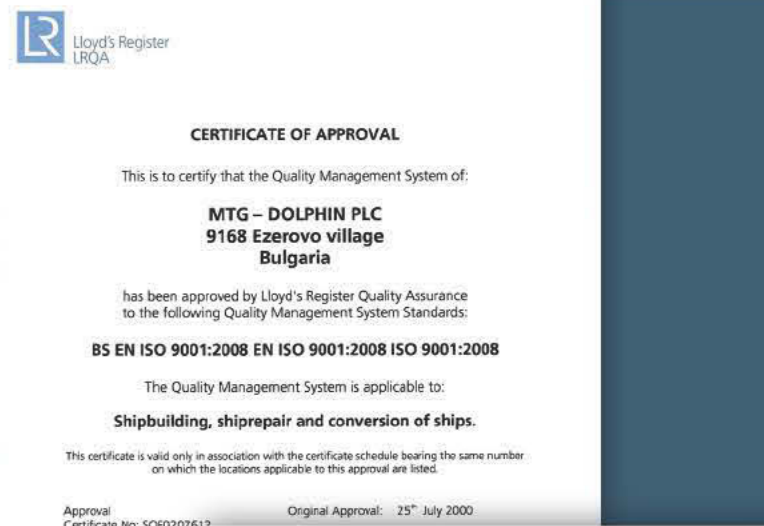 LR
Lloyd's Register
LRQA
CERTIFICATE OF APPROVAL
This is to certify that the Quality Management System of:
MTG – DOLPHIN PLC
9168 Ezerovo village
Bulgaria
has been approved by Lloyd's Register Quality Assurance
to the following Quality Management System Standards:
BS EN ISO 9001:2008 EN ISO 9001:2008 ISO 9001:2008
The Quality Management System is applicable to:
Shipbuilding, shiprepair and conversion of ships.
This certificate is valid only in association with the certificate schedule bearing the same number
on which the locations applicable to this approval are listed.
Approval Original Approval: 25th July 2000
Certificate No: